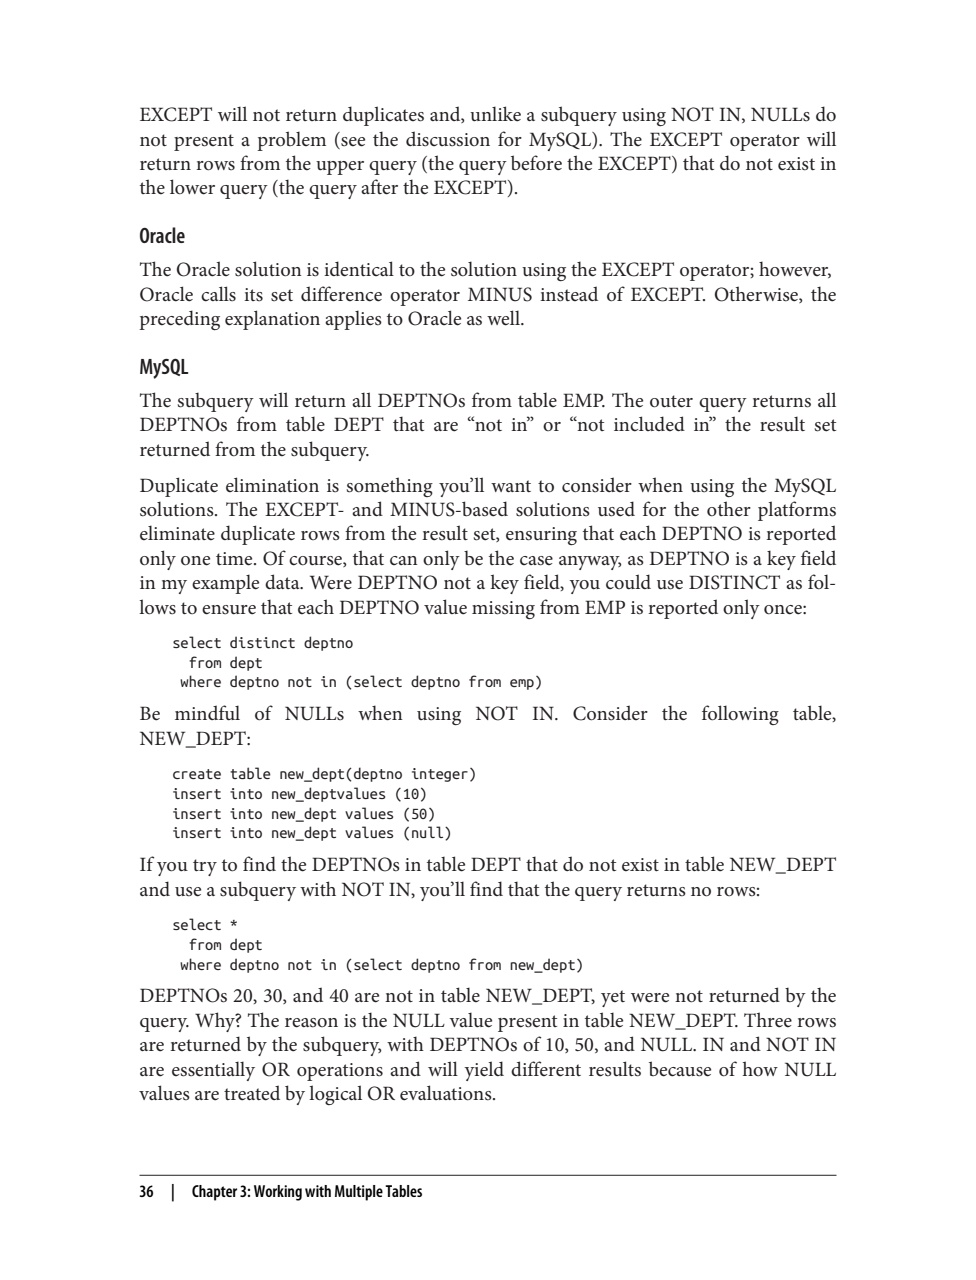 EXCEPT will not return duplicates and, unlike a subquery using NOT IN, NULLs do
not present a problem (see the discussion for MySQL). The EXCEPT operator will
return rows from the upper query (the query before the EXCEPT) that do not exist in
the lower query (the query after the EXCEPT).
Oracle
The Oracle solution is identical to the solution using the EXCEPT operator; however,
Oracle calls its set difference operator MINUS instead of EXCEPT. Otherwise, the
preceding explanation applies to Oracle as well.
MySQL
The subquery will return all DEPTNOs from table EMP. The outer query returns all
DEPTNOs from table DEPT that are “not in” or “not included in” the result set
returned from the subquery.
Duplicate elimination is something you’ll want to consider when using the MySQL
solutions. The EXCEPT- and MINUS-based solutions used for the other platforms
eliminate duplicate rows from the result set, ensuring that each DEPTNO is reported
only one time. Of course, that can only be the case anyway, as DEPTNO is a key field
in my example data. Were DEPTNO not a key field, you could use DISTINCT as fol-
lows to ensure that each DEPTNO value missing from EMP is reported only once:
select distinct deptno
  from dept
 where deptno not in (select deptno from emp)
Be mindful of NULLs when using NOT IN. Consider the following table,
NEW_DEPT:
create table new_dept(deptno integer)
insert into new_deptvalues (10)
insert into new_dept values (50)
insert into new_dept values (null)
If you try to find the DEPTNOs in table DEPT that do not exist in table NEW_DEPT
and use a subquery with NOT IN, you’ll find that the query returns no rows:
select *
  from dept
 where deptno not in (select deptno from new_dept)
DEPTNOs 20, 30, and 40 are not in table NEW_DEPT, yet were not returned by the
query. Why? The reason is the NULL value present in table NEW_DEPT. Three rows
are returned by the subquery, with DEPTNOs of 10, 50, and NULL. IN and NOT IN
are essentially OR operations and will yield different results because of how NULL
values are treated by logical OR evaluations.
36 | Chapter 3: Working with Multiple Tables